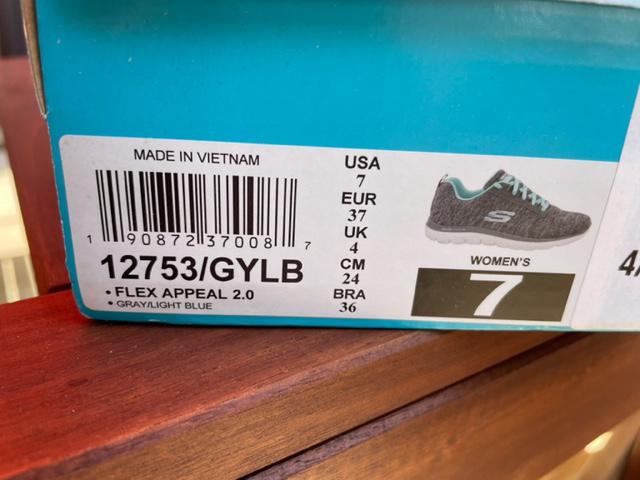 MADE IN VIETNAM
1 90872 37008 7
12753/GYLB
• FLEX APPEAL 2.0
• GRAY/LIGHT BLUE
USA
7
EUR
37
UK
4
CM
24
BRA
36
S
WOMEN'S
7